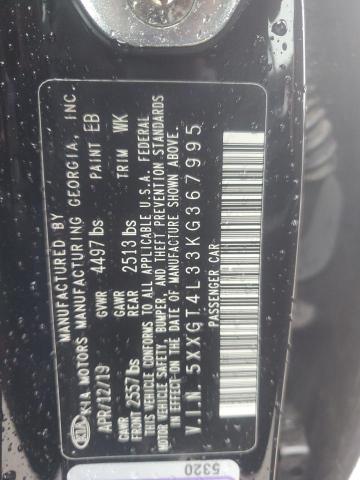 MANUFACTURED BY
KIA KIA MOTORS MANUFACTURING GEORGIA, INC.
APR/12/19 GVWR 4497 lbs PAINT EB
GAWR FRONT 2557 lbs GAWR REAR 2513 lbs TRIM WK
THIS VEHICLE CONFORMS TO ALL APPLICABLE U.S.A. FEDERAL
MOTOR VEHICLE SAFETY, BUMPER, AND THEFT PREVENTION STANDARDS
IN EFFECT ON THE DATE OF MANUFACTURE SHOWN ABOVE.
V.I.N. 5XXGT4L33KG367995
PASSENGER CAR
5320